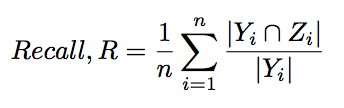 Recall, R = \frac{1}{n} \sum_{i=1}^{n} \frac{|Y_i \cap Z_i|}{|Y_i|}